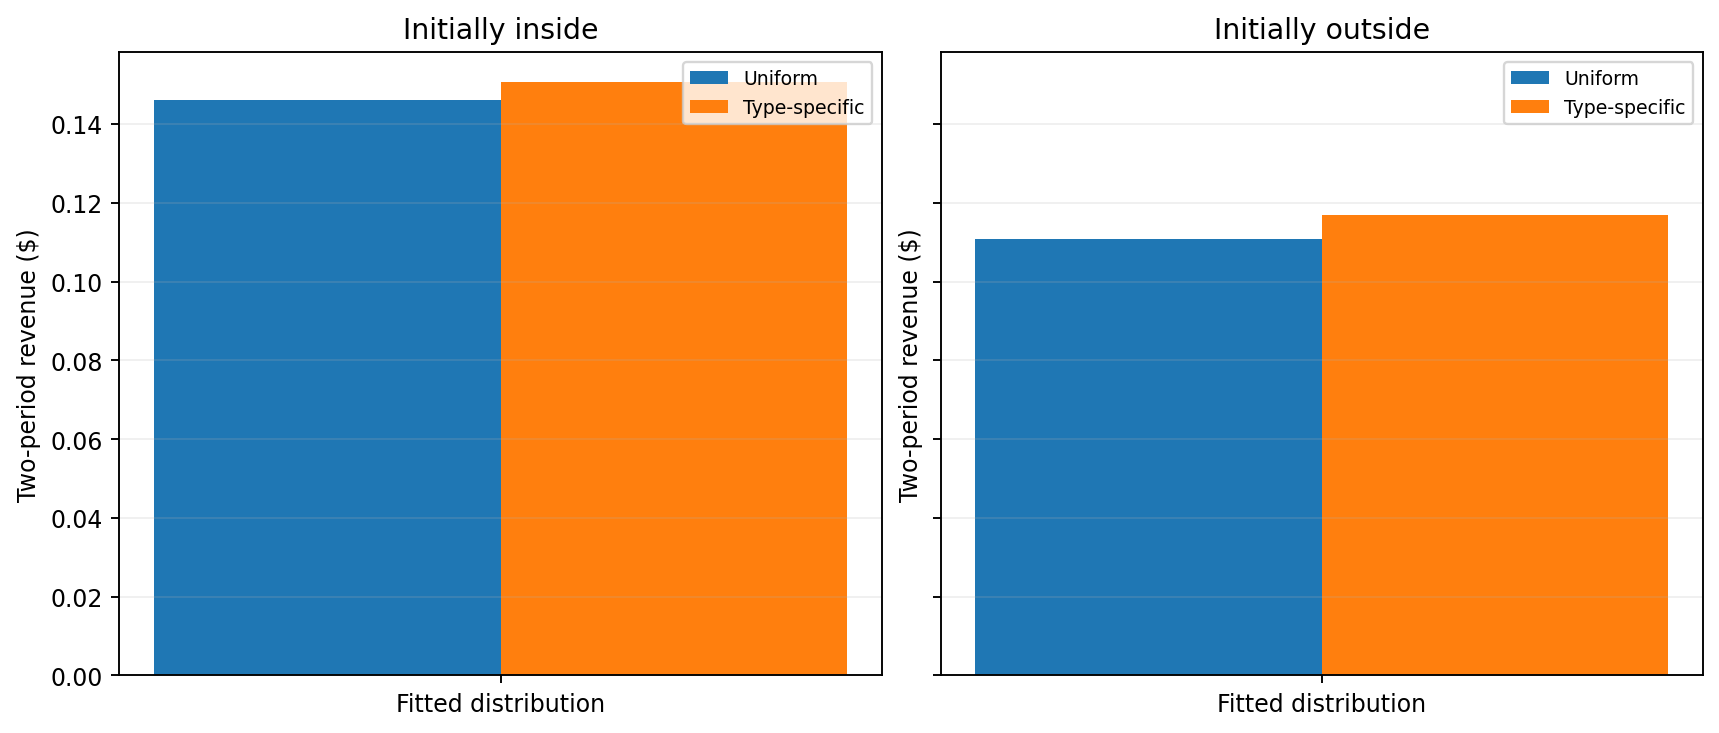 Initially inside
Uniform
Type-specific
0.14
0.12
0.10
0.08
0.06
0.04
0.02
0.00
Two-period revenue ($)
Fitted distribution
Initially outside
Uniform
Type-specific
Two-period revenue ($)
Fitted distribution